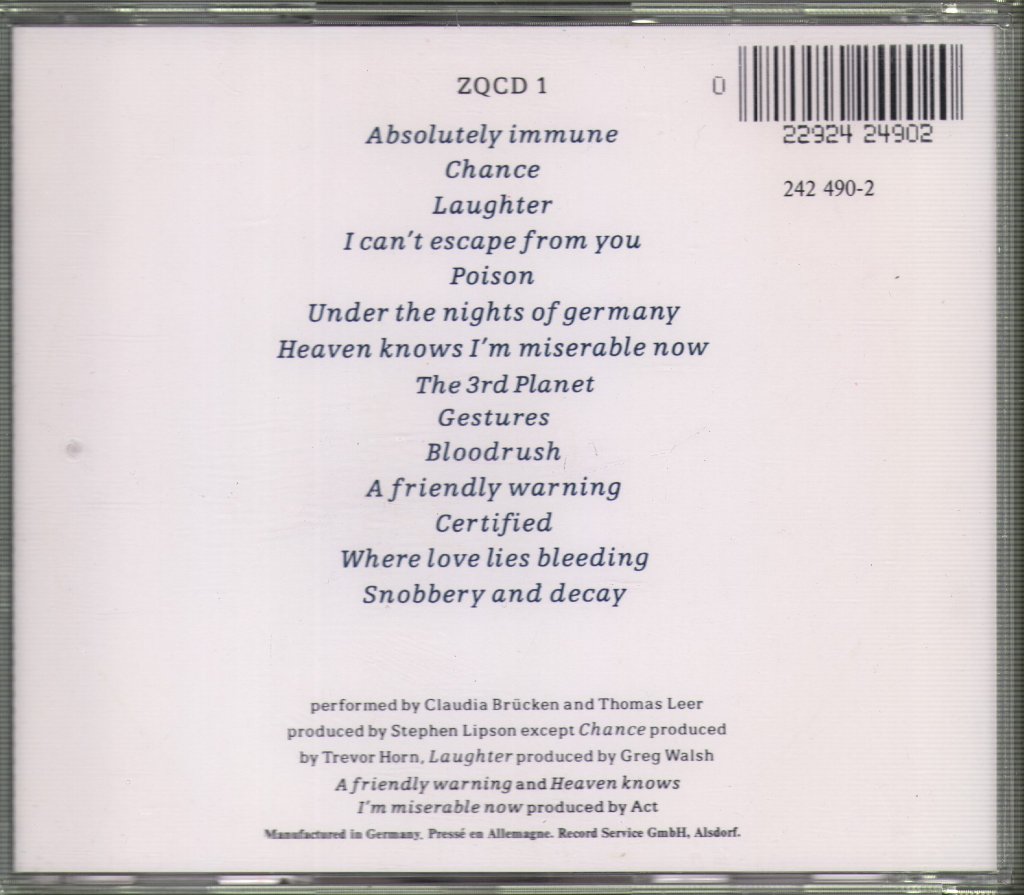 ZQCD 1
Ü
22924 24902
242 490-2
Absolutely immune
Chance
Laughter
I can't escape from you
Poison
Under the nights of germany
Heaven knows I'm miserable now
The 3rd Planet
Gestures
Bloodrush
A friendly warning
Certified
Where love lies bleeding
Snobbery and decay
performed by Claudia Brücken and Thomas Leer
produced by Stephen Lipson except Chance produced
by Trevor Horn, Laughter produced by Greg Walsh
A friendly warning and Heaven knows
I'm miserable now produced by Act
Manufactured in Germany. Pressé en Allemagne. Record Service GmbH, Alsdorf.